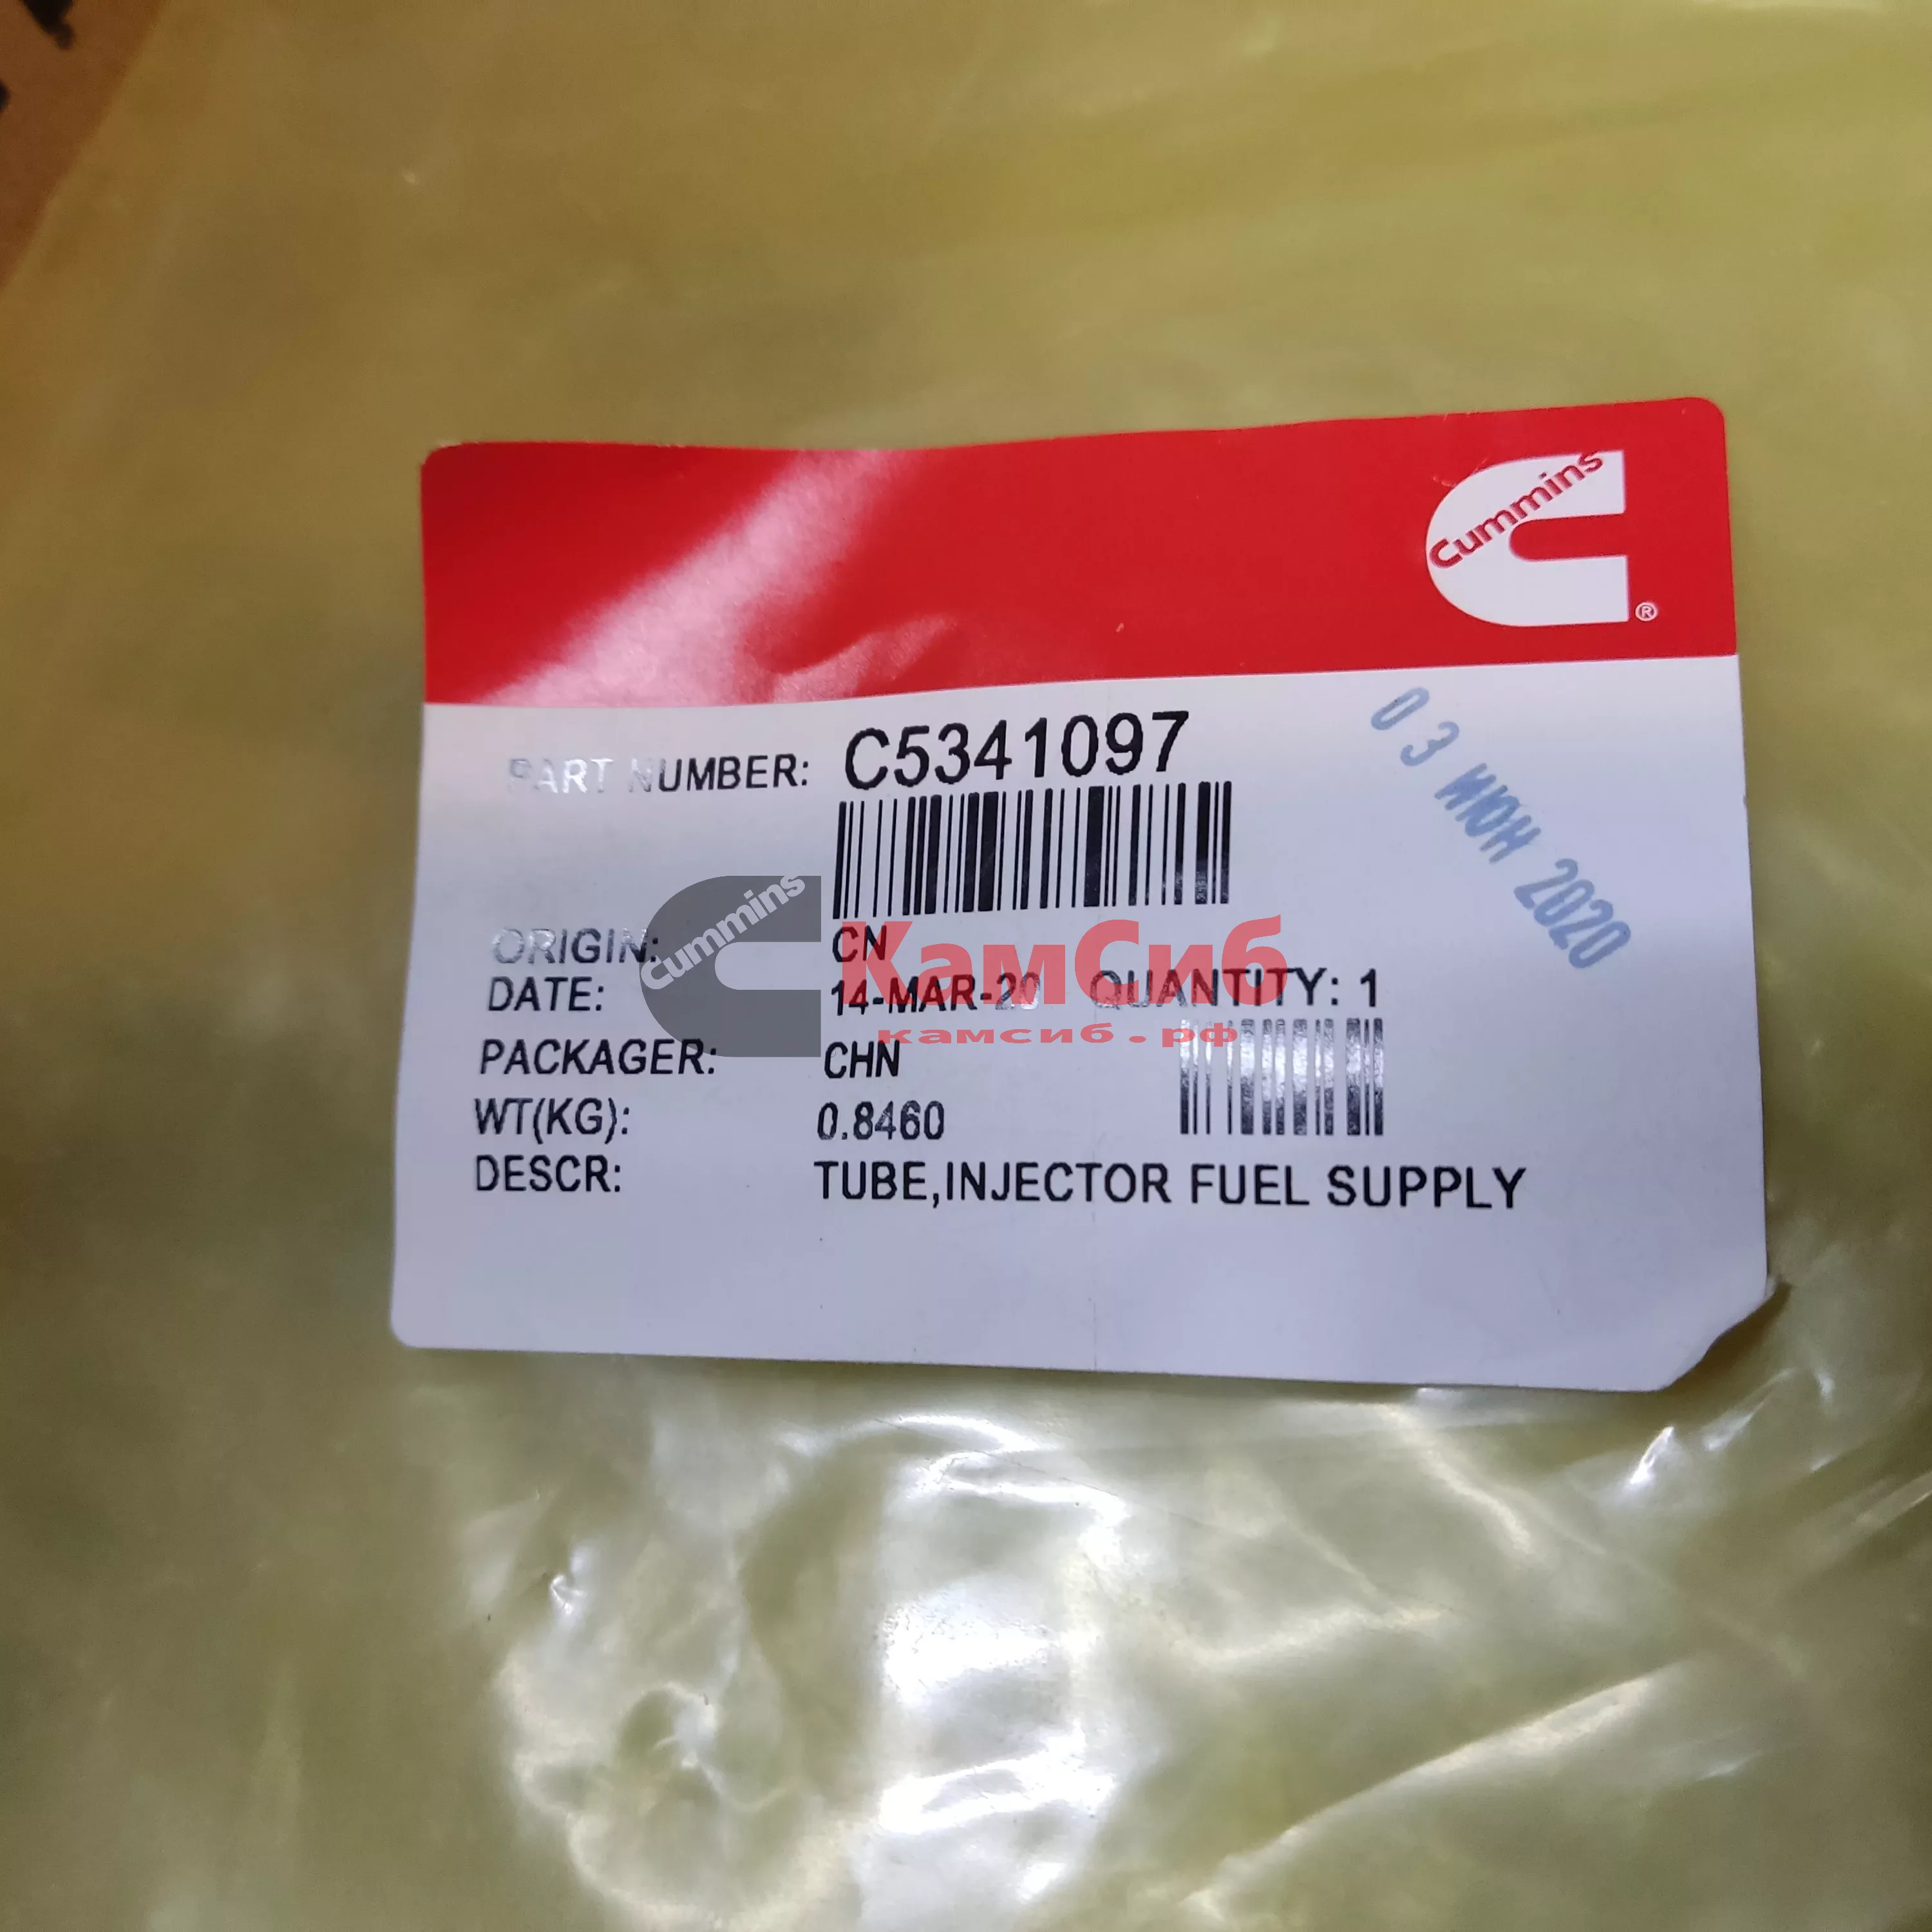 Cummins
®
PART NUMBER: C5341097
03 ИЮН 2020
Cummins
КамСиб
камсиб.рф
ORIGIN: CN
DATE: 14-MAR-20 QUANTITY: 1
PACKAGER: CHN
WT(KG): 0.8460
DESCR: TUBE,INJECTOR FUEL SUPPLY